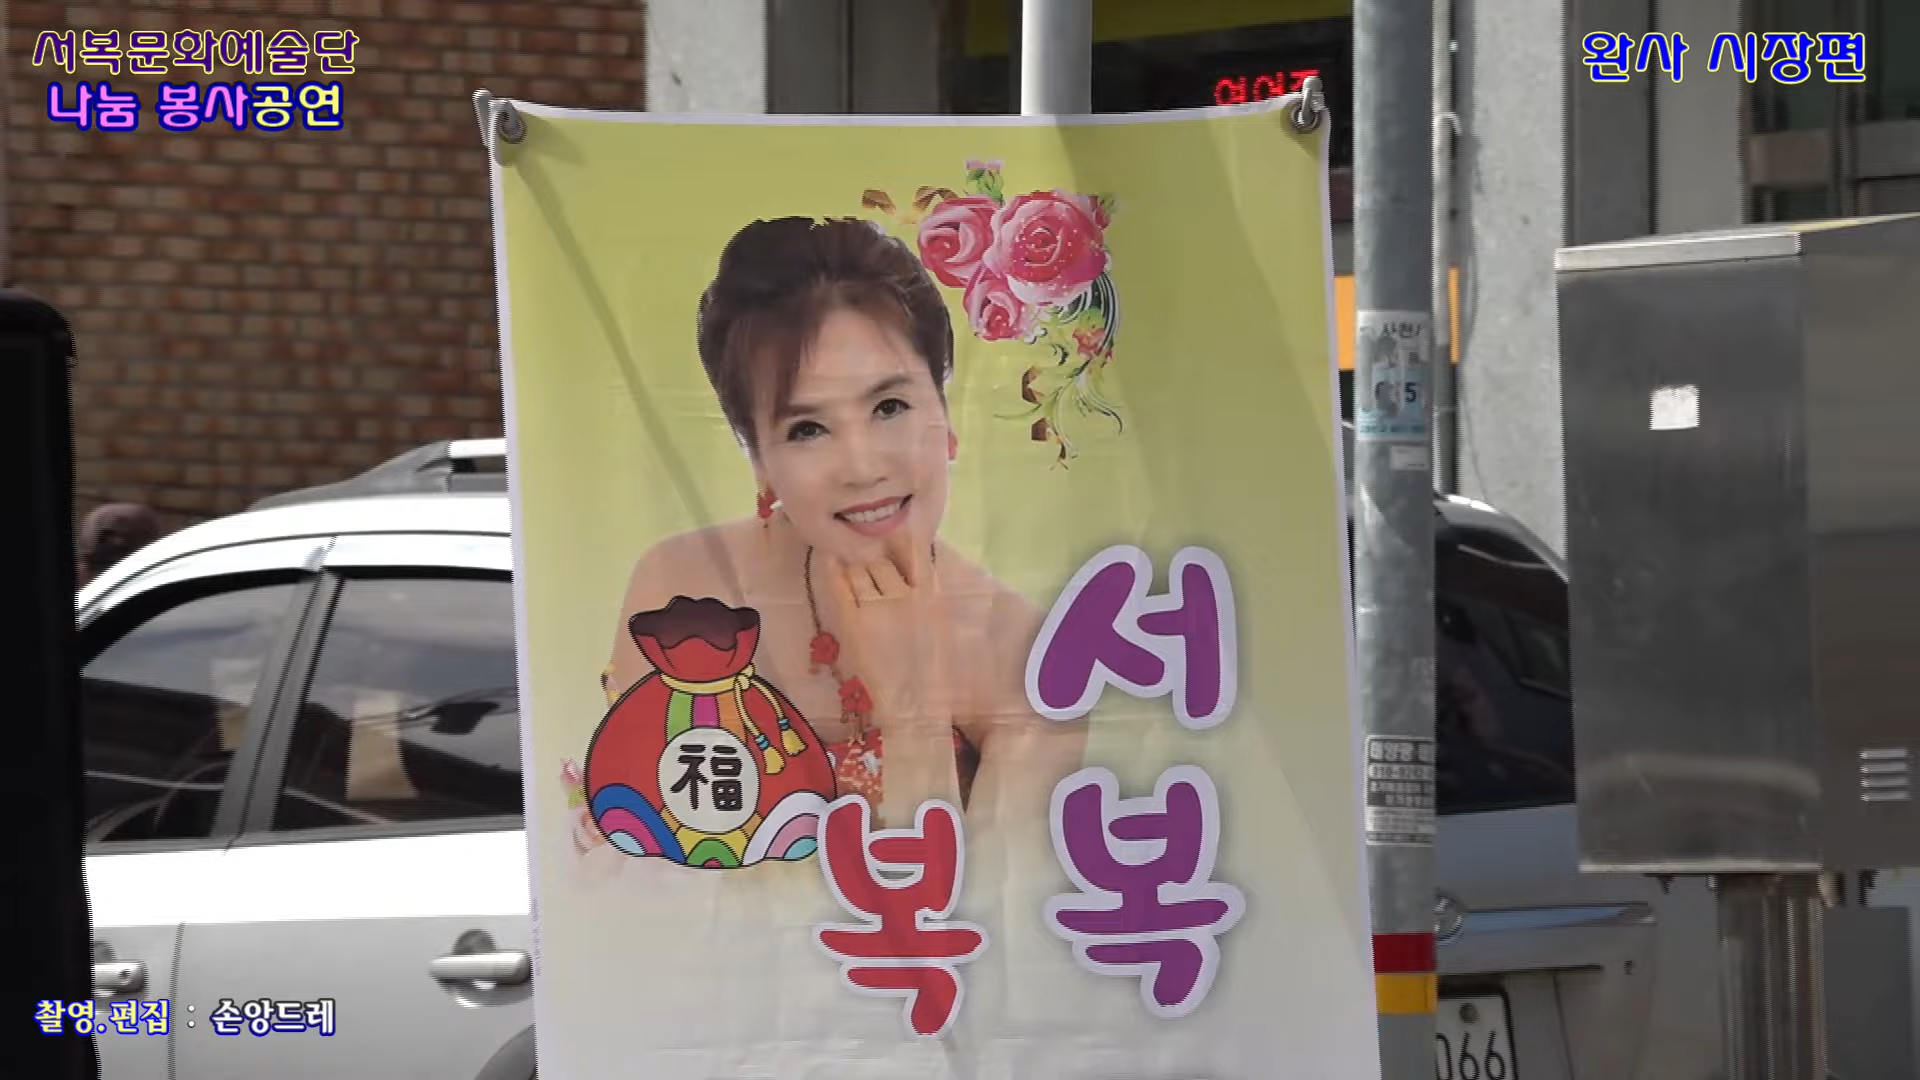 서복문화예술단
나눔 봉사공연
완사 시장편
서
복
복
福
066
촬영.편집 : 손앙드레